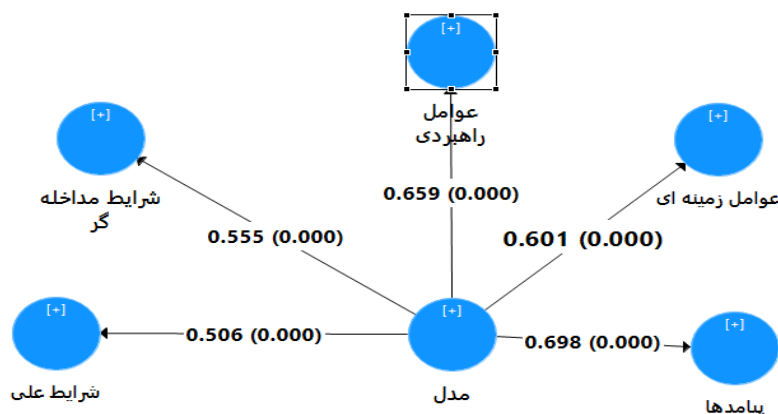 [+]
عوامل
راهبردی
[+]
شرایط مداخله
گر
[+]
عوامل زمینه ای
0.659 (0.000)
0.555 (0.000)
0.601 (0.000)
[+]
شرایط علی
0.506 (0.000)
[+]
مدل
0.698 (0.000)
[+]
پیامدها